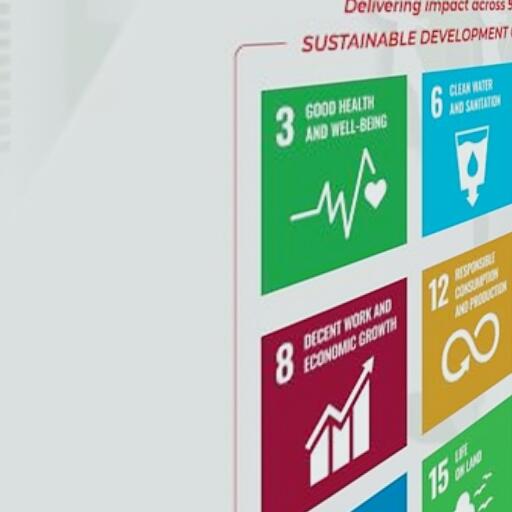 Delivering impact across
SUSTAINABLE DEVELOPMENT
3 GOOD HEALTH
AND WELL-BEING
6 CLEAN WATER
AND SANITATION
8 DECENT WORK AND
ECONOMIC GROWTH
12 RESPONSIBLE
CONSUMPTION
AND PRODUCTION
15 LIFE
ON LAND